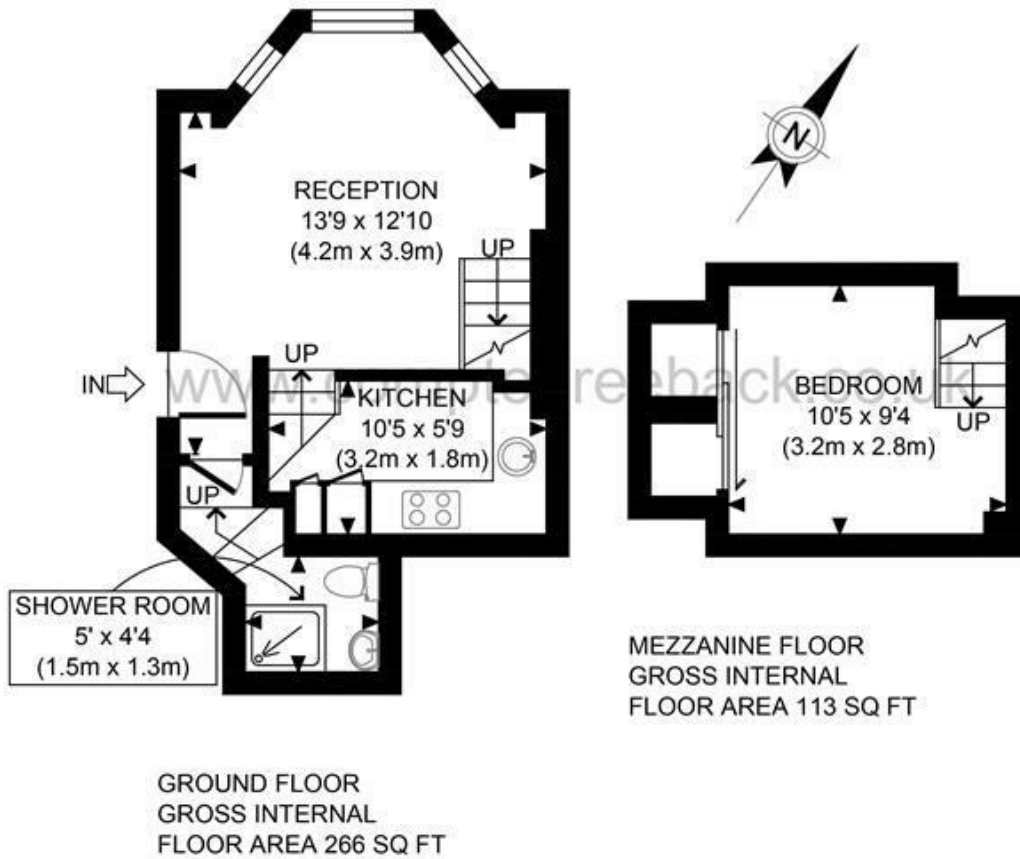 N
RECEPTION
13'9 x 12'10
(4.2m x 3.9m)
UP
IN
UP
KITCHEN
10'5 x 5'9
(3.2m x 1.8m)
BEDROOM
10'5 x 9'4
(3.2m x 2.8m)
UP
UP
SHOWER ROOM
5' x 4'4
(1.5m x 1.3m)
MEZZANINE FLOOR
GROSS INTERNAL
FLOOR AREA 113 SQ FT
GROUND FLOOR
GROSS INTERNAL
FLOOR AREA 266 SQ FT